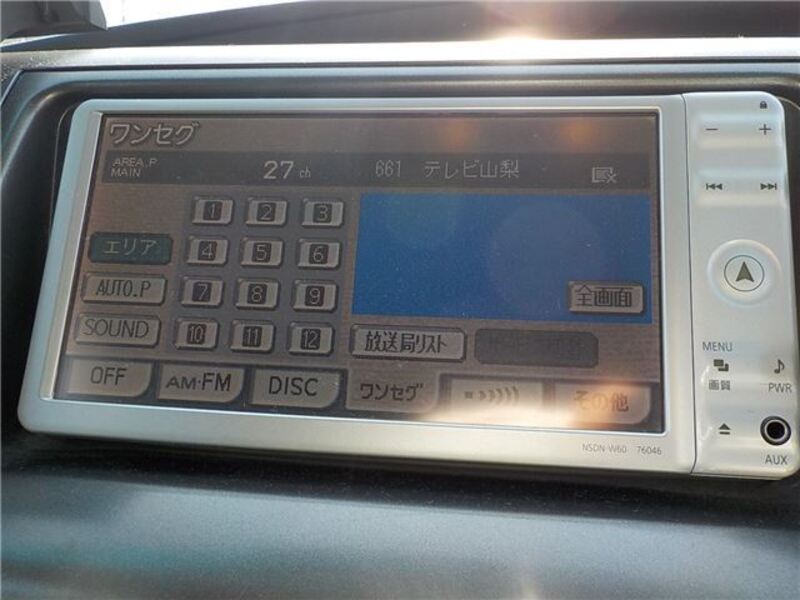 ワンセグ
AREA.P
MAIN
27 ch
661 テレビ山梨
1 2 3
エリア
4 5 6
AUTO.P
7 8 9
全画面
SOUND
10 11 12
放送局リスト
OFF
AM・FM
DISC
ワンセグ
その他
NSDN-W60 76046
− +
MENU
画質
PWR
AUX